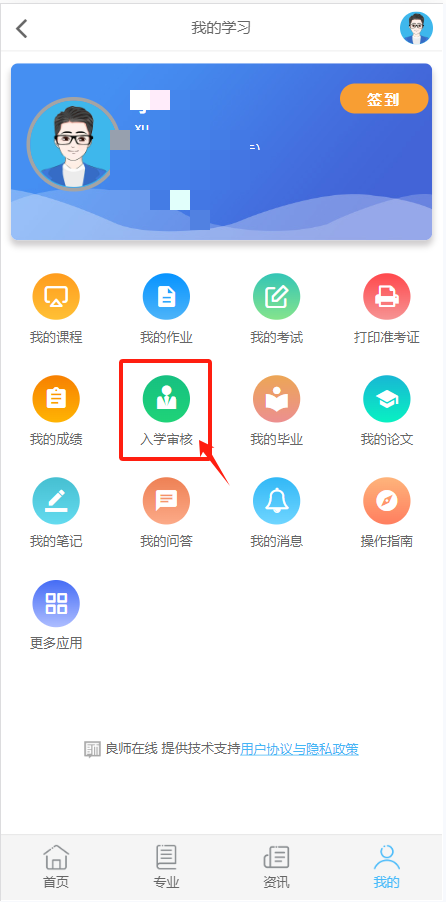 我的学习
签到
我的课程
我的作业
我的考试
打印准考证
我的成绩
入学审核
我的毕业
我的论文
我的笔记
我的问答
我的消息
操作指南
更多应用
良师在线 提供技术支持用户协议与隐私政策
首页
专业
资讯
我的